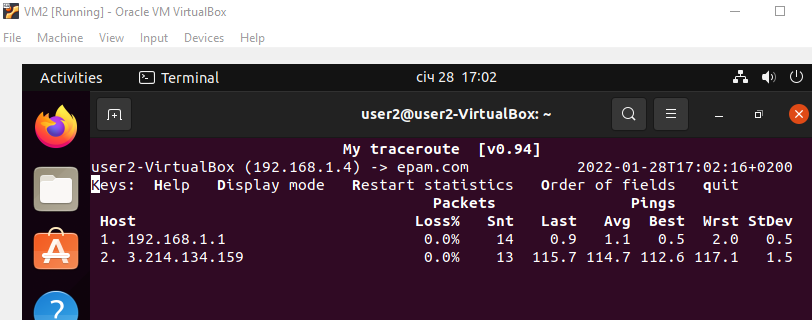 VM2 [Running] - Oracle VM VirtualBox
File Machine View Input Devices Help
Activities Terminal січ 28 17:02
user2@user2-VirtualBox: ~
My traceroute [v0.94]
user2-VirtualBox (192.168.1.4) -> epam.com 2022-01-28T17:02:16+0200
Keys: Help Display mode Restart statistics Order of fields quit
Packets Pings
Host Loss% Snt Last Avg Best Wrst StDev
1. 192.168.1.1 0.0% 14 0.9 1.1 0.5 2.0 0.5
2. 3.214.134.159 0.0% 13 115.7 114.7 112.6 117.1 1.5